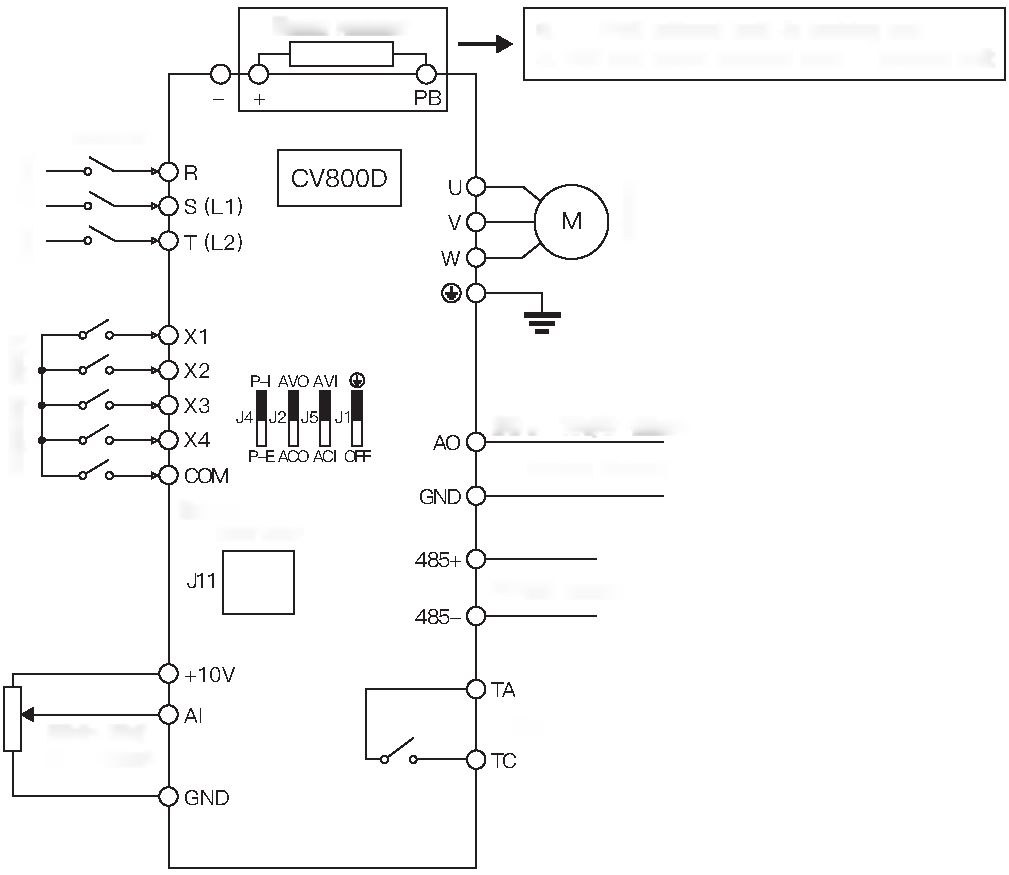 − + PB
CV800D
R
S (L1)
T (L2)
U
V
W
M
X1
X2
X3
X4
COM
P-I AVO AVI
J4 J2 J5 J1
P-E ACO ACI OFF
AO
GND
J11
485+
485−
+10V
AI
GND
TA
TC